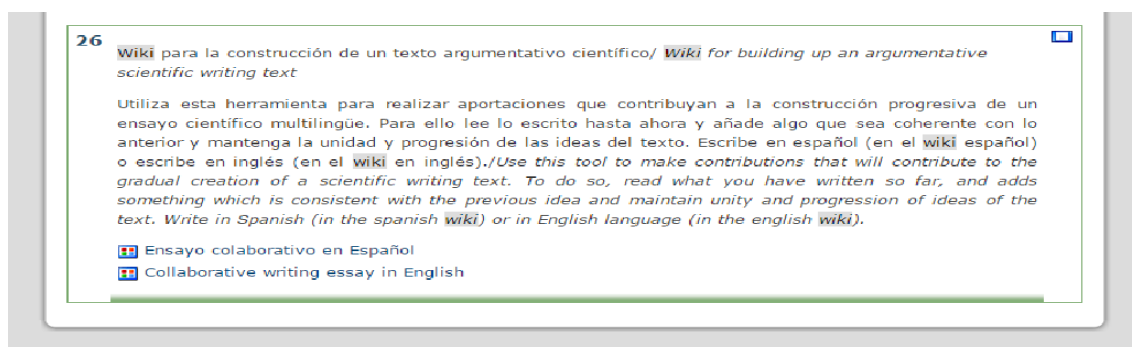 26
Wiki para la construcción de un texto argumentativo científico/ Wiki for building up an argumentative
scientific writing text
Utiliza esta herramienta para realizar aportaciones que contribuyan a la construcción progresiva de un
ensayo científico multilingüe. Para ello lee lo escrito hasta ahora y añade algo que sea coherente con lo
anterior y mantenga la unidad y progresión de las ideas del texto. Escribe en español (en el wiki español)
o escribe en inglés (en el wiki en inglés)./Use this tool to make contributions that will contribute to the
gradual creation of a scientific writing text. To do so, read what you have written so far, and adds
something which is consistent with the previous idea and maintain unity and progression of ideas of the
text. Write in Spanish (in the spanish wiki) or in English language (in the english wiki).
Ensayo colaborativo en Español
Collaborative writing essay in English